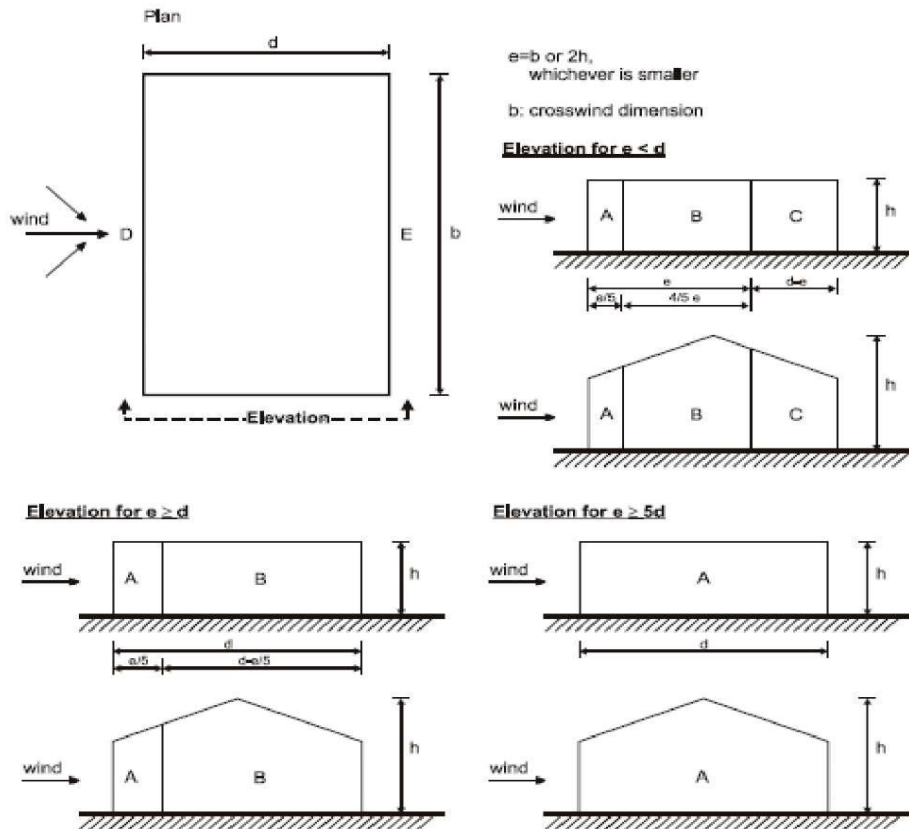 Plan
d
e=b or 2h,
whichever is smaller
b: crosswind dimension
wind
D
E
b
Elevation
Elevation for e < d
wind
A
B
C
h
e
d-e
e/5
4/5 e
wind
A
B
C
h
Elevation for e ≥ d
wind
A
B
h
d
e/5
d-e/5
wind
A
B
h
Elevation for e ≥ 5d
wind
A
h
d
wind
A
h